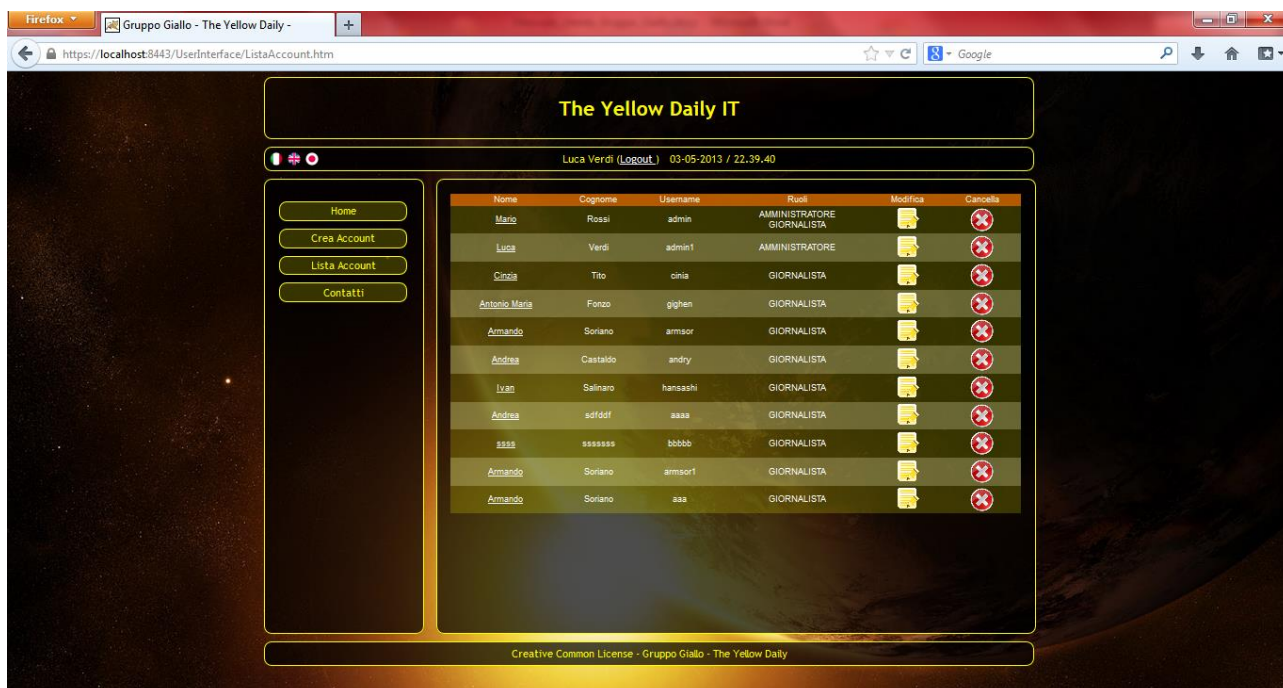 Firefox
Gruppo Giallo - The Yellow Daily -
https://localhost:8443/UserInterface/ListaAccount.htm
Google
The Yellow Daily IT
Luca Verdi (Logout ) 03-05-2013 / 22.39.40
Home
Crea Account
Lista Account
Contatti
Nome Cognome Username Ruoli Modifica Cancella
Mario Rossi admin AMMINISTRATORE
GIORNALISTA
Luca Verdi admin1 AMMINISTRATORE
Cinzia Tito cinia GIORNALISTA
Antonio Maria Fonzo gighen GIORNALISTA
Armando Soriano armsor GIORNALISTA
Andrea Castaldo andry GIORNALISTA
Ivan Salinaro hansashi GIORNALISTA
Andrea sdfddf aaaa GIORNALISTA
ssss sssssss bbbbb GIORNALISTA
Armando Soriano armsor1 GIORNALISTA
Armando Soriano aaa GIORNALISTA
Creative Common License - Gruppo Giallo - The Yellow Daily